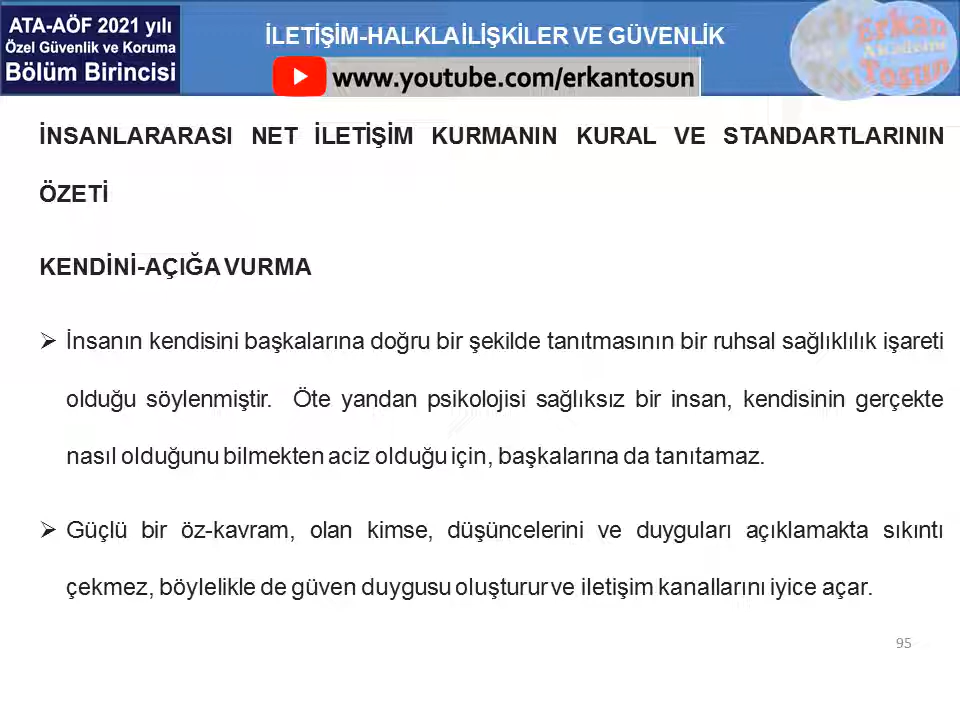 ATA-AÖF 2021 yılı
Özel Güvenlik ve Koruma
Bölüm Birincisi
İLETİŞİM-HALKLA İLİŞKİLER VE GÜVENLİK
www.youtube.com/erkantosun
Erkan
Akademi
Tosun
İNSANLARARASI NET İLETİŞİM KURMANIN KURAL VE STANDARTLARININ
ÖZETİ
KENDİNİ-AÇIĞA VURMA
➢ İnsanın kendisini başkalarına doğru bir şekilde tanıtmasının bir ruhsal sağlıklılık işareti
olduğu söylenmiştir. Öte yandan psikolojisi sağlıksız bir insan, kendisinin gerçekte
nasıl olduğunu bilmekten aciz olduğu için, başkalarına da tanıtamaz.
➢ Güçlü bir öz-kavram, olan kimse, düşüncelerini ve duyguları açıklamakta sıkıntı
çekmez, böylelikle de güven duygusu oluşturur ve iletişim kanallarını iyice açar.
95